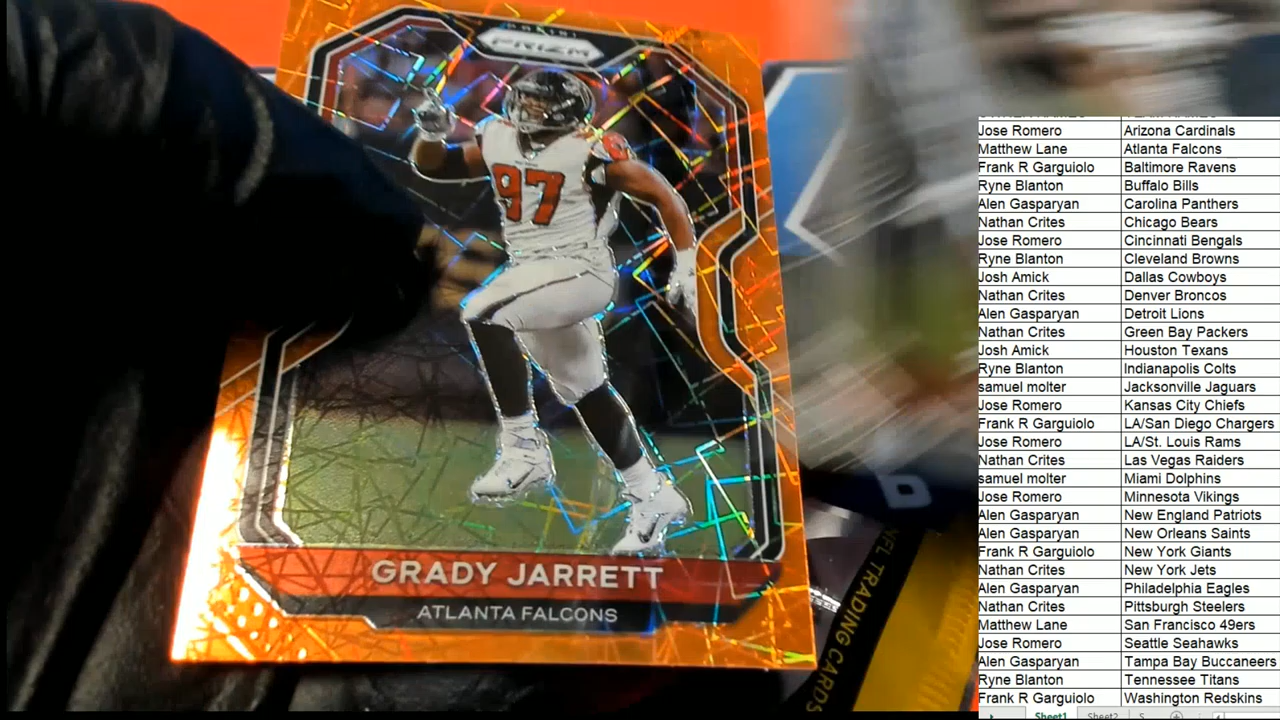 PANINI
PRIZM
97
GRADY JARRETT
ATLANTA FALCONS
NFL TRADING CARDS
Jose Romero Arizona Cardinals
Matthew Lane Atlanta Falcons
Frank R Garguiolo Baltimore Ravens
Ryne Blanton Buffalo Bills
Alen Gasparyan Carolina Panthers
Nathan Crites Chicago Bears
Jose Romero Cincinnati Bengals
Ryne Blanton Cleveland Browns
Josh Amick Dallas Cowboys
Nathan Crites Denver Broncos
Alen Gasparyan Detroit Lions
Nathan Crites Green Bay Packers
Josh Amick Houston Texans
Ryne Blanton Indianapolis Colts
samuel molter Jacksonville Jaguars
Jose Romero Kansas City Chiefs
Frank R Garguiolo LA/San Diego Chargers
Jose Romero LA/St. Louis Rams
Nathan Crites Las Vegas Raiders
samuel molter Miami Dolphins
Jose Romero Minnesota Vikings
Alen Gasparyan New England Patriots
Alen Gasparyan New Orleans Saints
Frank R Garguiolo New York Giants
Nathan Crites New York Jets
Alen Gasparyan Philadelphia Eagles
Nathan Crites Pittsburgh Steelers
Matthew Lane San Francisco 49ers
Jose Romero Seattle Seahawks
Alen Gasparyan Tampa Bay Buccaneers
Ryne Blanton Tennessee Titans
Frank R Garguiolo Washington Redskins
Sheet1 Sheet2 S